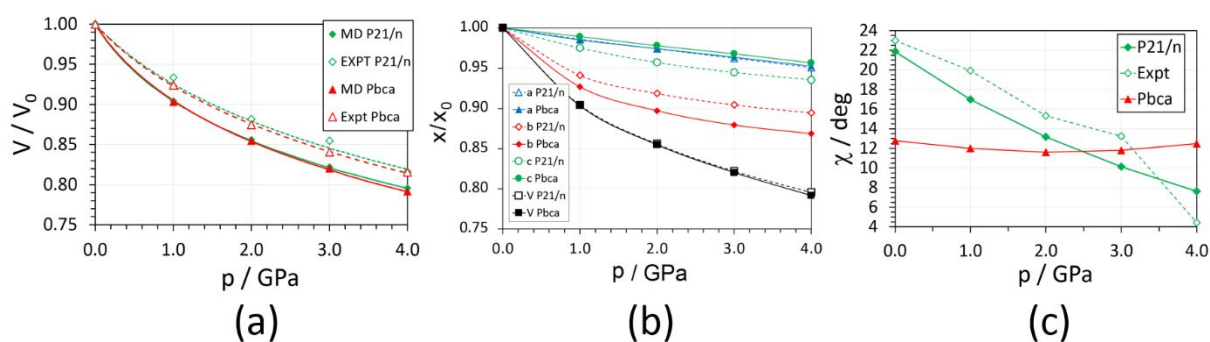 (a)
1.00
0.95
0.90
0.85
0.80
0.75
V / V0
0.0 1.0 2.0 3.0 4.0
p / GPa
MD P21/n
EXPT P21/n
MD Pbca
Expt Pbca
(a)
1.00
0.95
0.90
0.85
0.80
0.75
x/x0
0.0 1.0 2.0 3.0 4.0
p / GPa
a P21/n
a Pbca
b P21/n
b Pbca
c P21/n
c Pbca
V P21/n
V Pbca
(b)
(c)
24
22
20
18
16
14
12
10
8
6
4
χ / deg
0.0 1.0 2.0 3.0 4.0
p / GPa
P21/n
Expt
Pbca
(c)